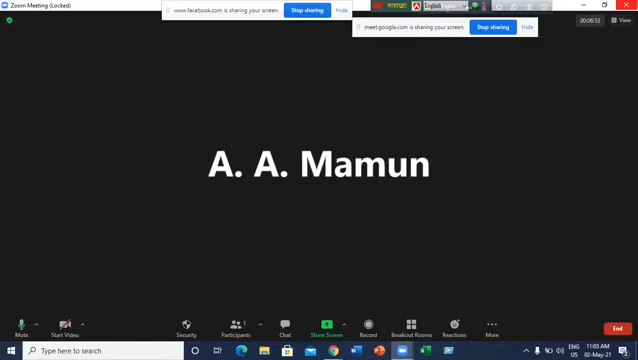 Zoom Meeting (Locked)
www.facebook.com is sharing your screen.
Stop sharing
Hide
English
meet.google.com is sharing your screen.
Stop sharing
Hide
00:06:53
View
A. A. Mamun
Mute
Start Video
Security
Participants
1
Chat
Share Screen
Record
Breakout Rooms
Reactions
More
End
Type here to search
ENG
US
11:03 AM
02-May-21